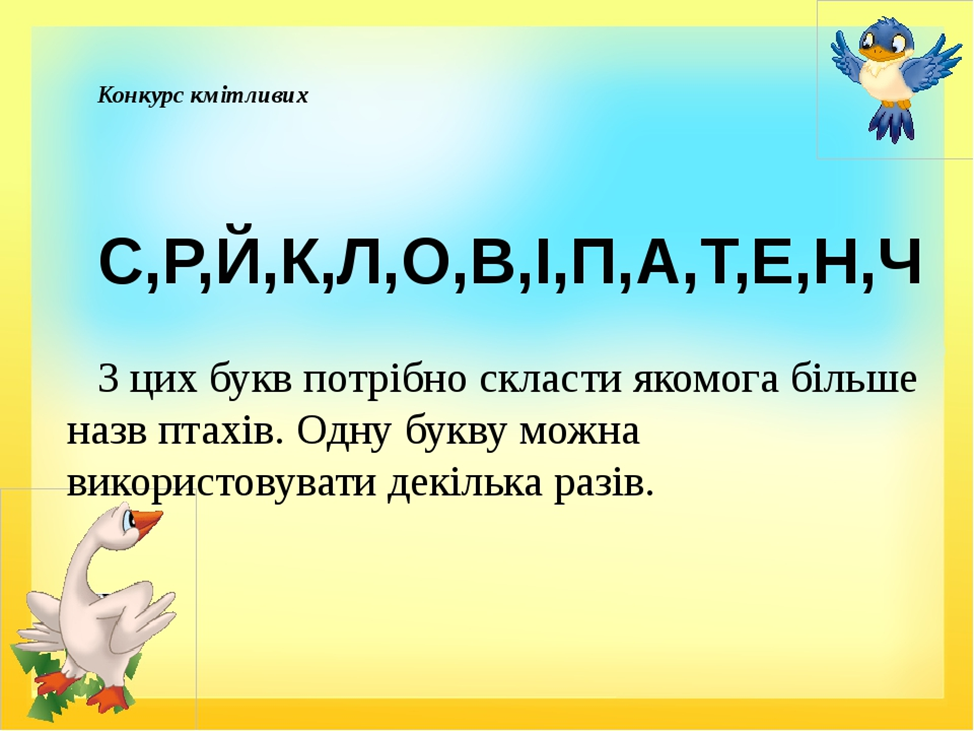 Конкурс кмітливих
С,Р,Й,К,Л,О,В,І,П,А,Т,Е,Н,Ч
З цих букв потрібно скласти якомога більше
назв птахів. Одну букву можна
використовувати декілька разів.